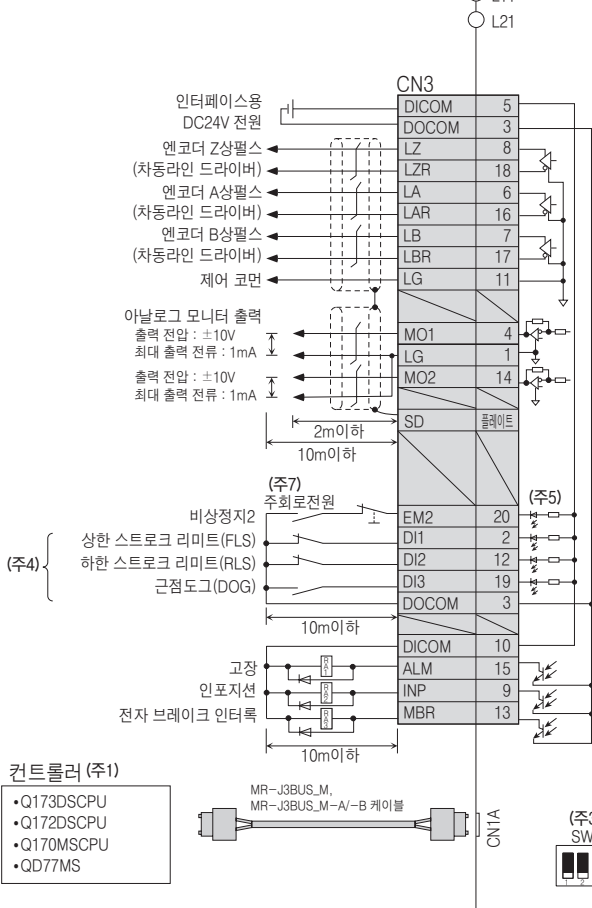 L21
CN3
인터페이스용
DC24V 전원
DICOM 5
DOCOM 3
엔코더 Z상펄스 LZ 8
(차동라인 드라이버) LZR 18
엔코더 A상펄스 LA 6
(차동라인 드라이버) LAR 16
엔코더 B상펄스 LB 7
(차동라인 드라이버) LBR 17
제어 코먼 LG 11
아날로그 모니터 출력
출력 전압 : ±10V
최대 출력 전류 : 1mA
MO1 4
LG 1
출력 전압 : ±10V
최대 출력 전류 : 1mA
MO2 14
SD 플레이트
2m이하
10m이하
(주7)
주회로전원
(주5)
비상정지2 EM2 20
상한 스트로크 리미트(FLS) DI1 2
(주4)
하한 스트로크 리미트(RLS) DI2 12
근점도그(DOG) DI3 19
DOCOM 3
10m이하
DICOM 10
고장 RA1 ALM 15
인포지션 RA2 INP 9
전자 브레이크 인터록 RA3 MBR 13
10m이하
컨트롤러 (주1)
•Q173DSCPU
•Q172DSCPU
•Q170MSCPU
•QD77MS
MR-J3BUS_M,
MR-J3BUS_M-A/-B 케이블
CN1A
SW
1 2